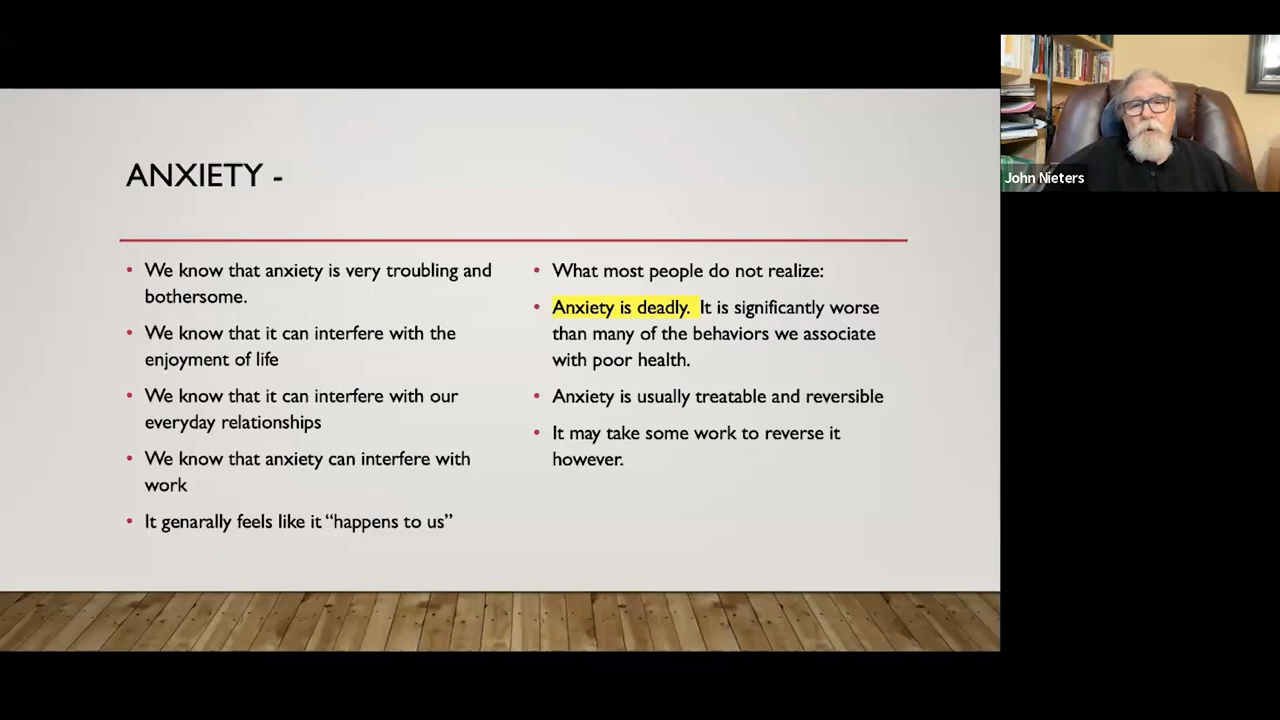 ANXIETY -
• We know that anxiety is very troubling and
bothersome.
• We know that it can interfere with the
enjoyment of life
• We know that it can interfere with our
everyday relationships
• We know that anxiety can interfere with
work
• It genarally feels like it “happens to us”
• What most people do not realize:
• Anxiety is deadly. It is significantly worse
than many of the behaviors we associate
with poor health.
• Anxiety is usually treatable and reversible
• It may take some work to reverse it
however.
John Nieters